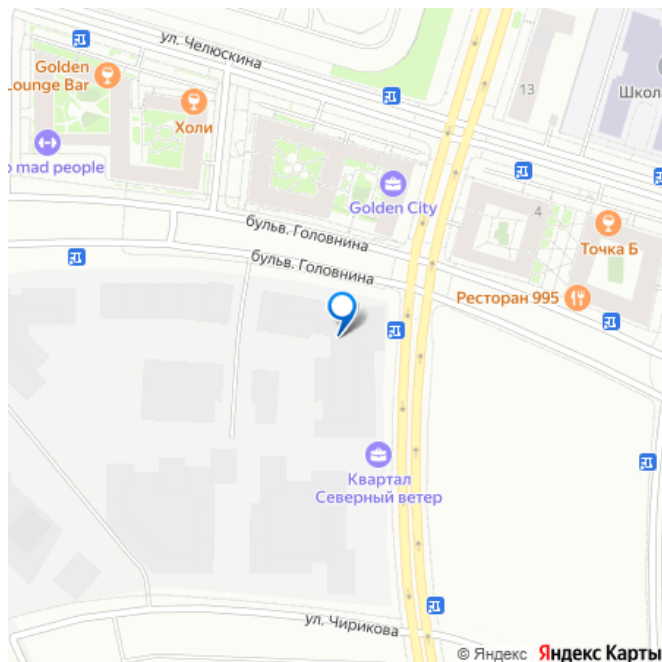 ул. Челюскина
Golden
Lounge Bar
13
Школа
Холи
mad people
Golden City
4
бульв. Головнина
Точка Б
бульв. Головнина
Ресторан 995
Квартал
Северный ветер
ул. Чирикова
© Яндекс Яндекс Карты